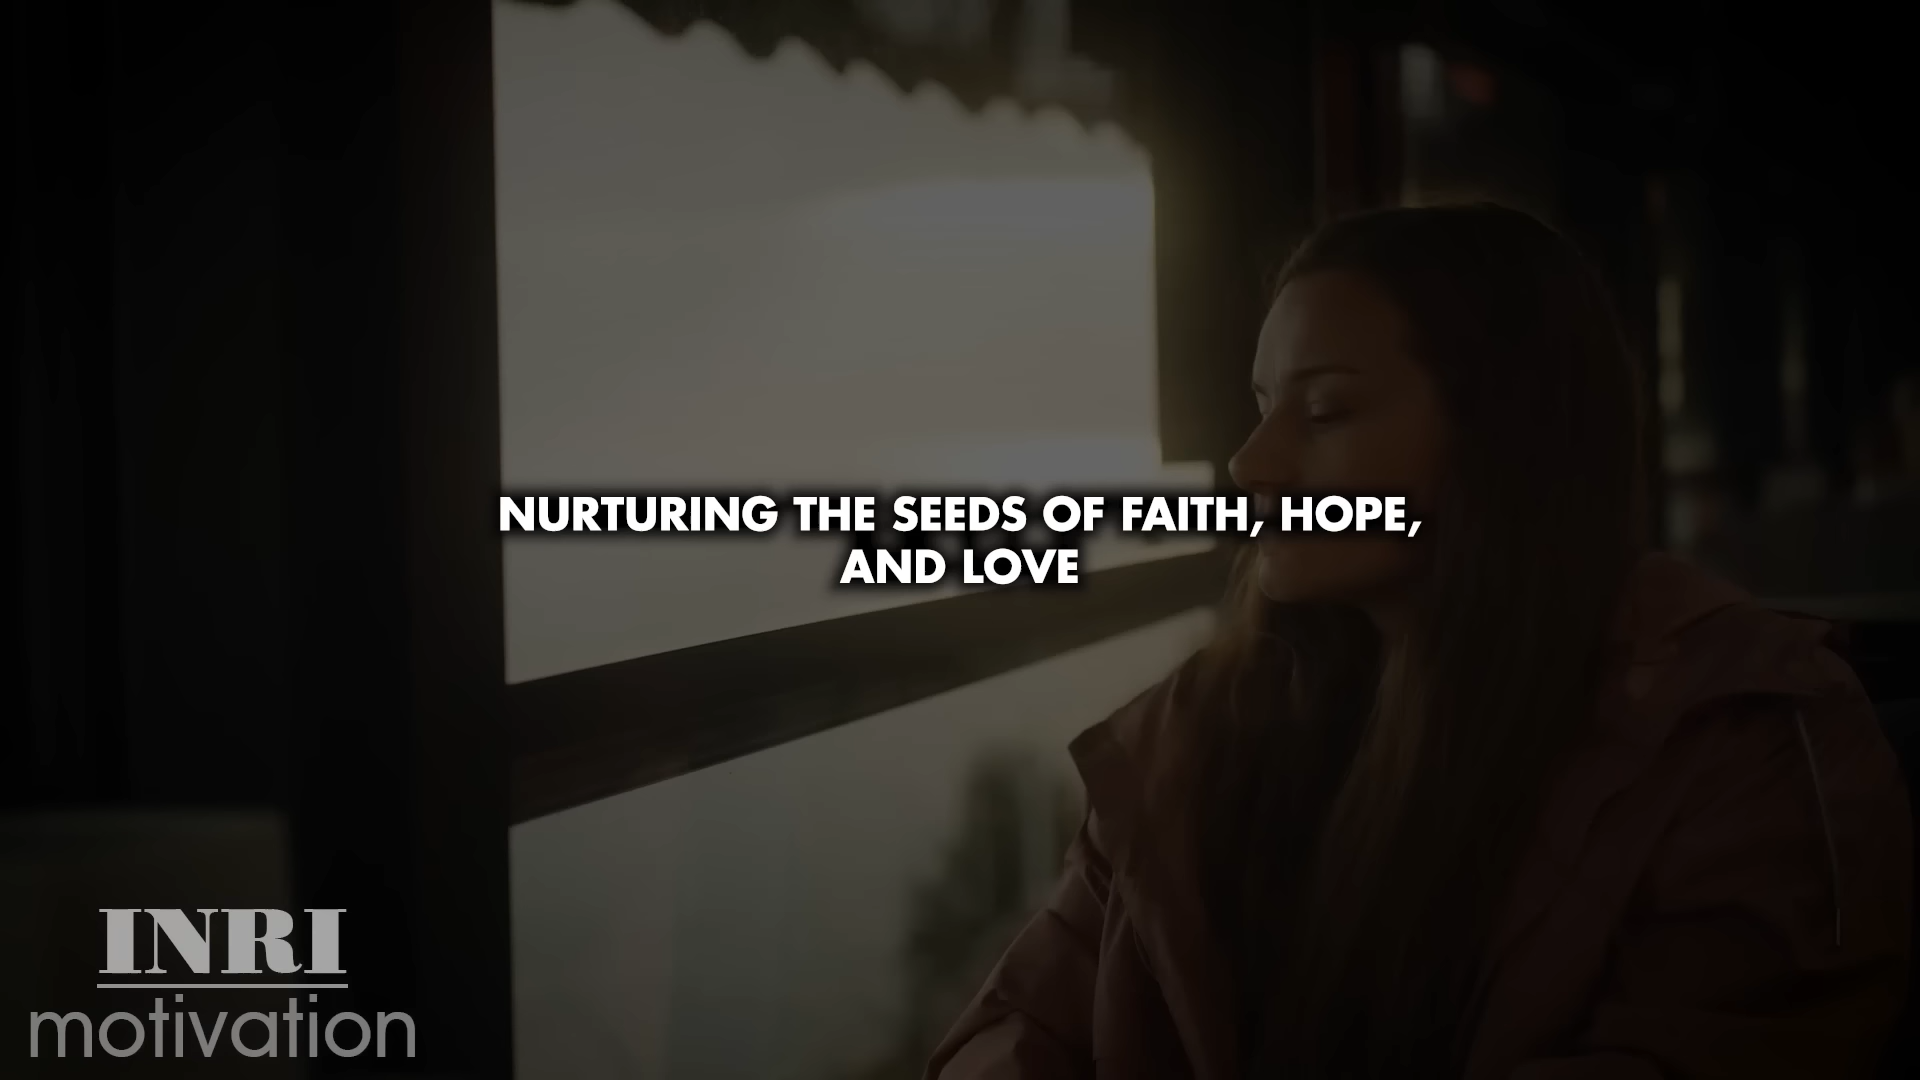 NURTURING THE SEEDS OF FAITH, HOPE,
AND LOVE
INRI
motivation